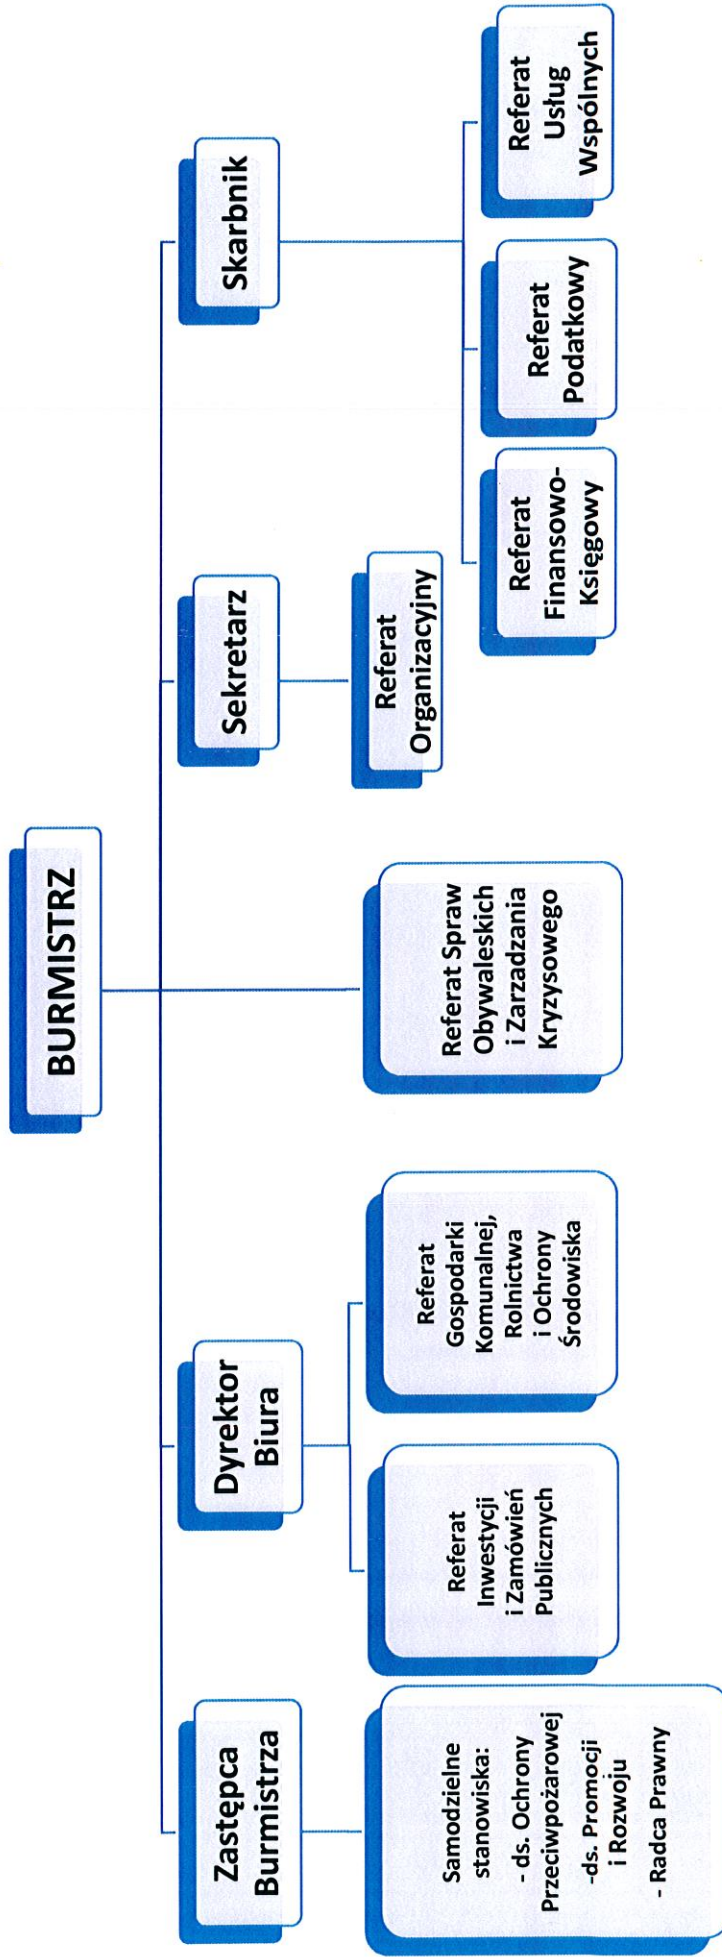 BURMISTRZ
Zastępca
Burmistrza
Dyrektor
Biura
Sekretarz
Skarbnik
Samodzielne
stanowiska:
- ds. Ochrony
Przeciwpożarowej
-ds. Promocji
i Rozwoju
- Radca Prawny
Referat
Inwestycji
i Zamówień
Publicznych
Referat
Gospodarki
Komunalnej,
Rolnictwa
i Ochrony
Środowiska
Referat Spraw
Obywaleskich
i Zarzadzania
Kryzysowego
Referat
Organizacyjny
Referat
Finansowo-
Księgowy
Referat
Podatkowy
Referat
Usług
Wspólnych